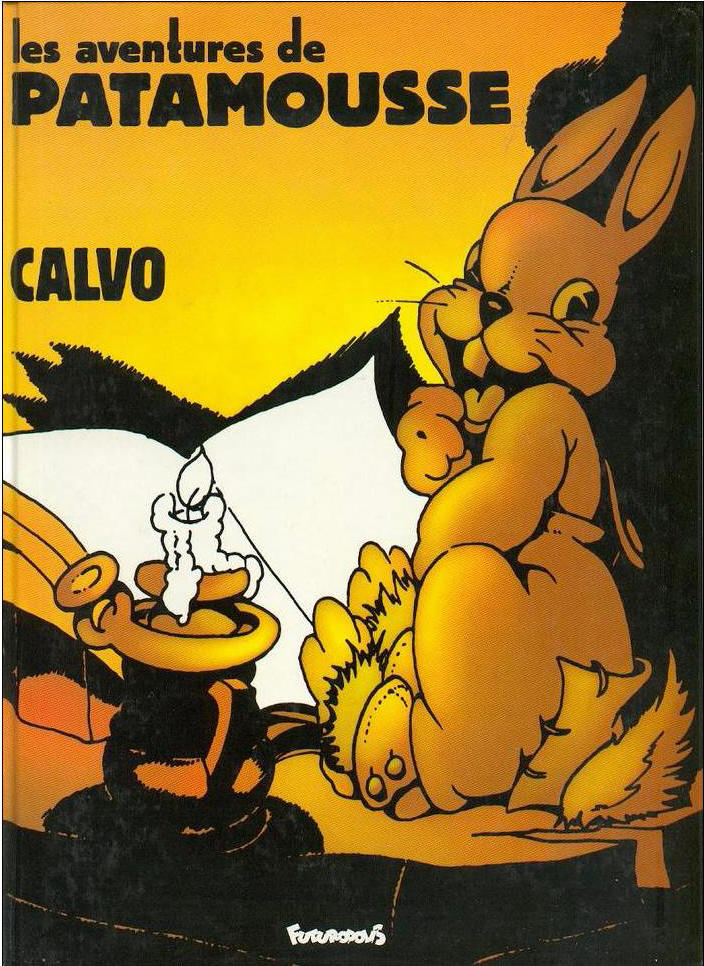 les aventures de
PATAMOUSSE
CALVO
FUTUROPOLIS